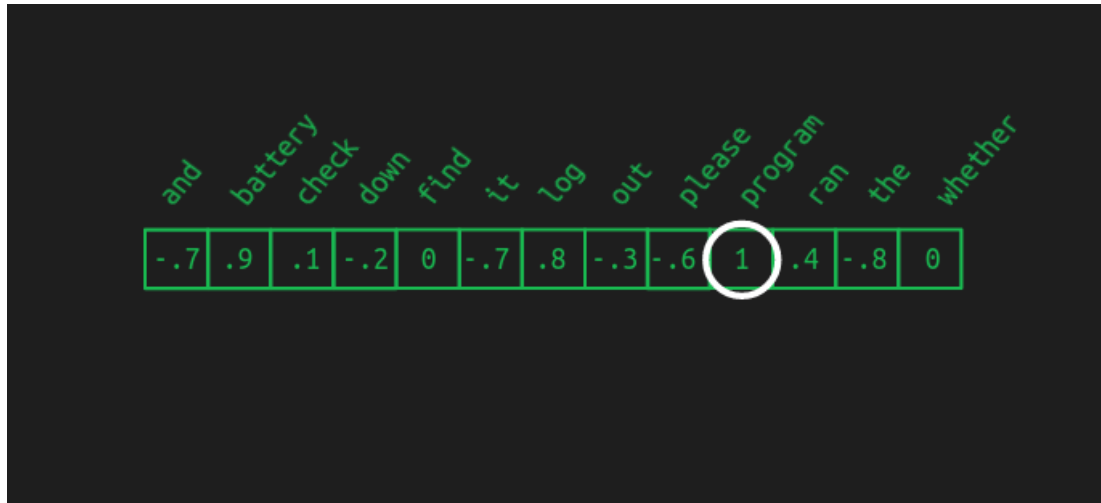 and battery check down find it log out please program ran the whether
-.7 .9 .1 -.2 0 -.7 .8 -.3 -.6 1 .4 -.8 0